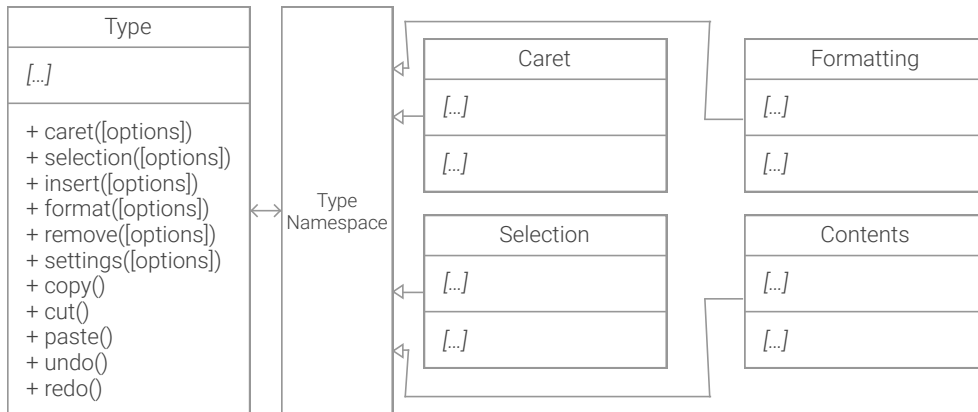 Type
[...]
+ caret([options])
+ selection([options])
+ insert([options])
+ format([options])
+ remove([options])
+ settings([options])
+ copy()
+ cut()
+ paste()
+ undo()
+ redo()
Type
Namespace
Caret
[...]
[...]
Formatting
[...]
[...]
Selection
[...]
[...]
Contents
[...]
[...]